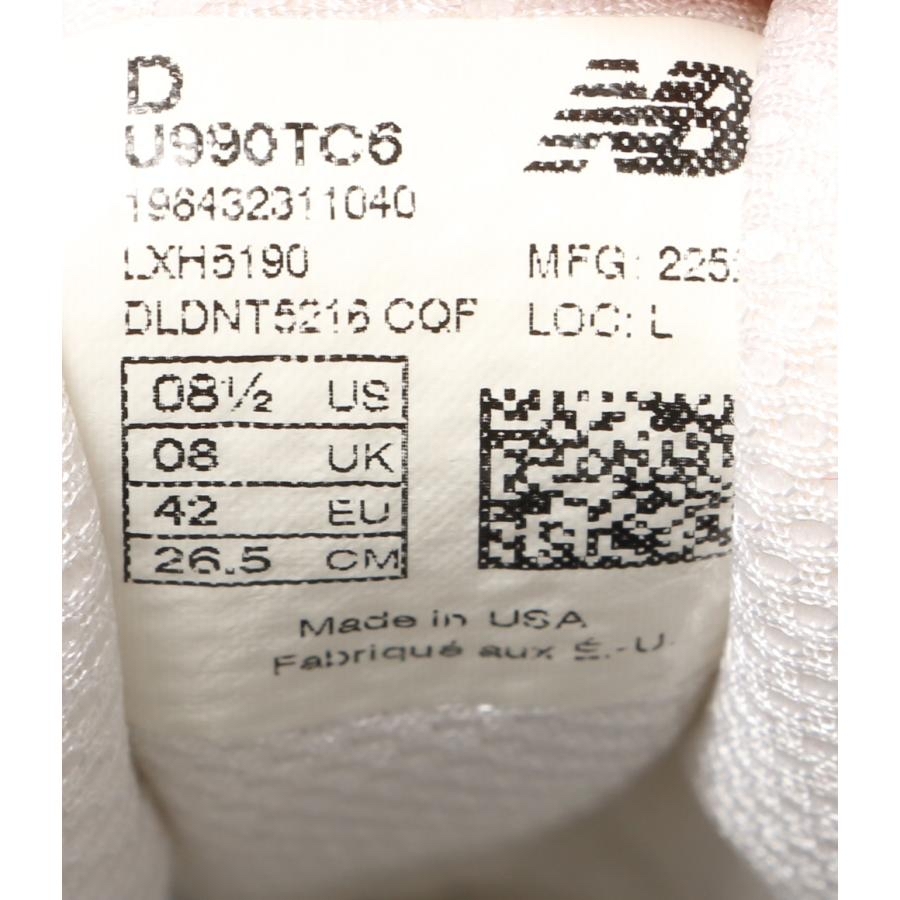 D
U990TC6
196432311040
LXH5190
MFG: 225
DLDNT5216 CQF
LOC: L
08½ US
08 UK
42 EU
26.5 CM
Made in USA
Fabriqué aux É.-U.